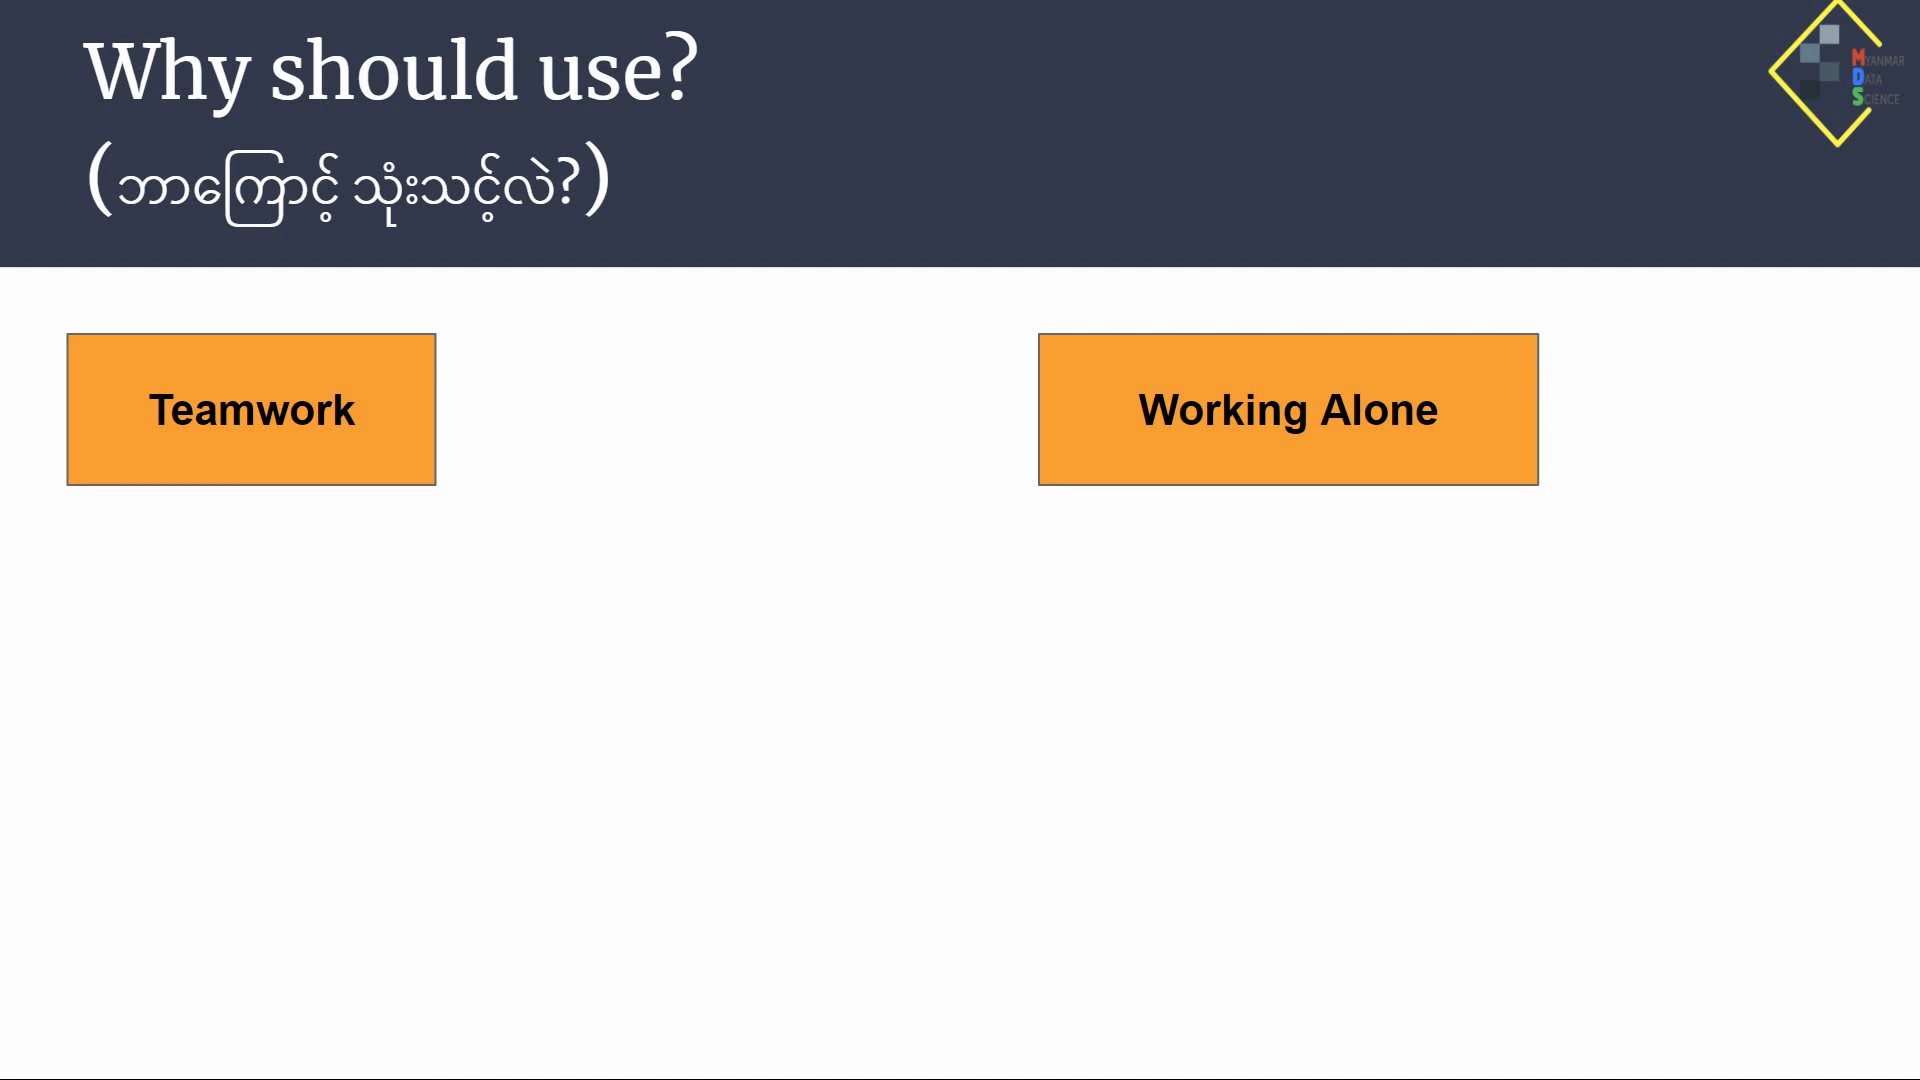 Why should use?
(ဘာကြောင့် သုံးသင့်လဲ?)
MYANMAR
DATA
SCIENCE
Teamwork
Working Alone